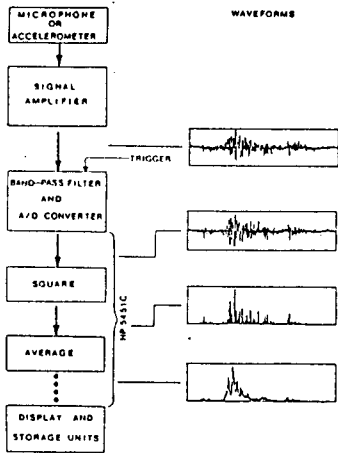 MICROPHONE
OR
ACCELEROMETER
WAVEFORMS
SIGNAL
AMPLIFIER
TRIGGER
BAND-PASS FILTER
AND
A/D CONVERTER
SQUARE
HP 5451C
AVERAGE
DISPLAY AND
STORAGE UNITS